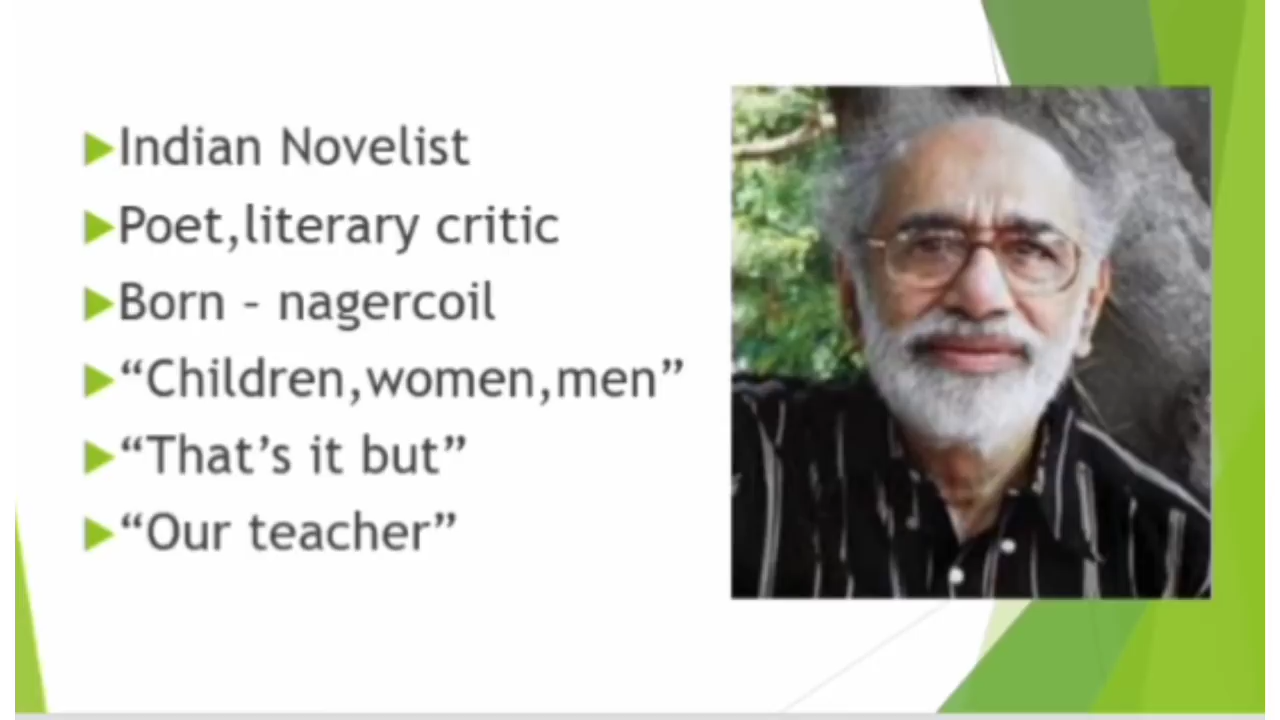 Indian Novelist
Poet,literary critic
Born – nagercoil
“Children,women,men”
“That’s it but”
“Our teacher”